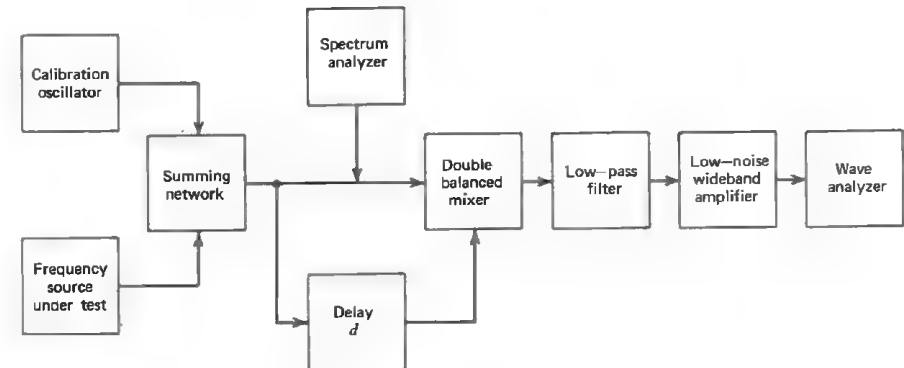 Calibration
oscillator
Frequency
source
under test
Summing
network
Spectrum
analyzer
Delay
d
Double
balanced
mixer
Low–pass
filter
Low–noise
wideband
amplifier
Wave
analyzer